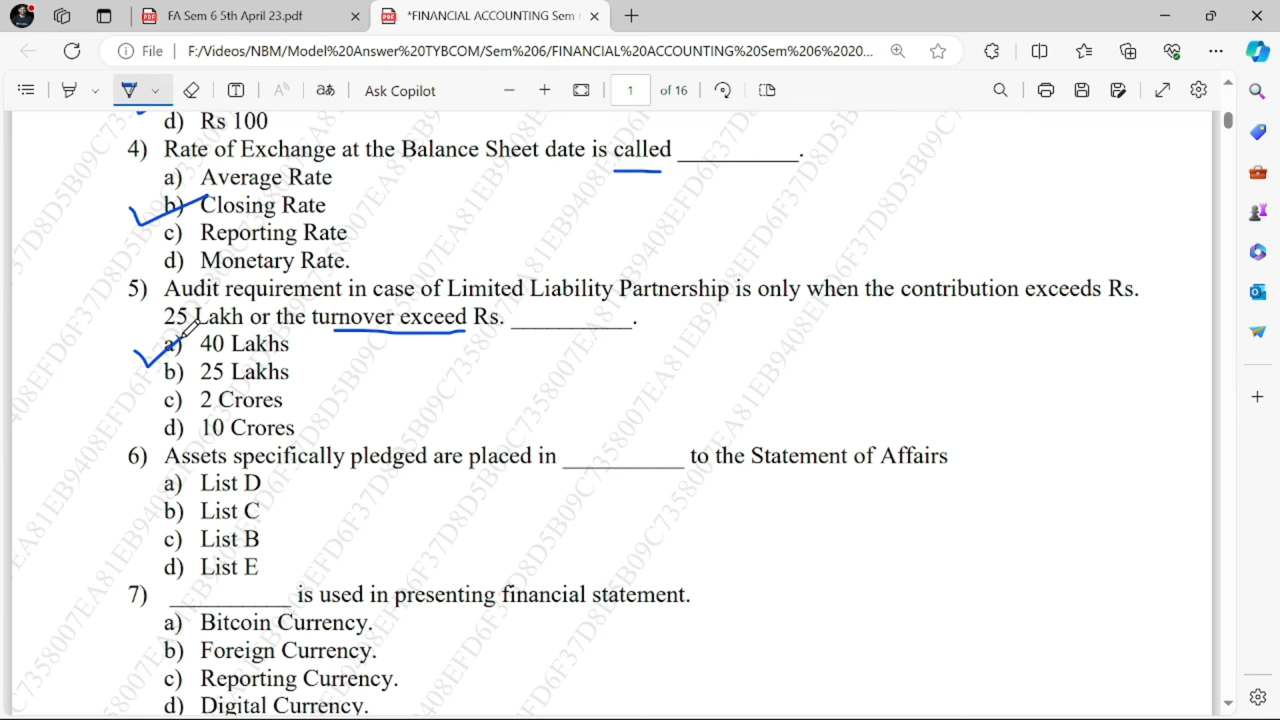 FA Sem 6 5th April 23.pdf
*FINANCIAL ACCOUNTING Sem
File
F:/Videos/NBM/Model%20Answer%20TYBCOM/Sem%206/FINANCIAL%20ACCOUNTING%20Sem%206%2020...
Ask Copilot
1 of 16
d) Rs 100
4) Rate of Exchange at the Balance Sheet date is called __________.
a) Average Rate
b) Closing Rate
c) Reporting Rate
d) Monetary Rate.
5) Audit requirement in case of Limited Liability Partnership is only when the contribution exceeds Rs.
25 Lakh or the turnover exceed Rs. __________.
a) 40 Lakhs
b) 25 Lakhs
c) 2 Crores
d) 10 Crores
6) Assets specifically pledged are placed in __________ to the Statement of Affairs
a) List D
b) List C
c) List B
d) List E
7) __________ is used in presenting financial statement.
a) Bitcoin Currency.
b) Foreign Currency.
c) Reporting Currency.
d) Digital Currency.